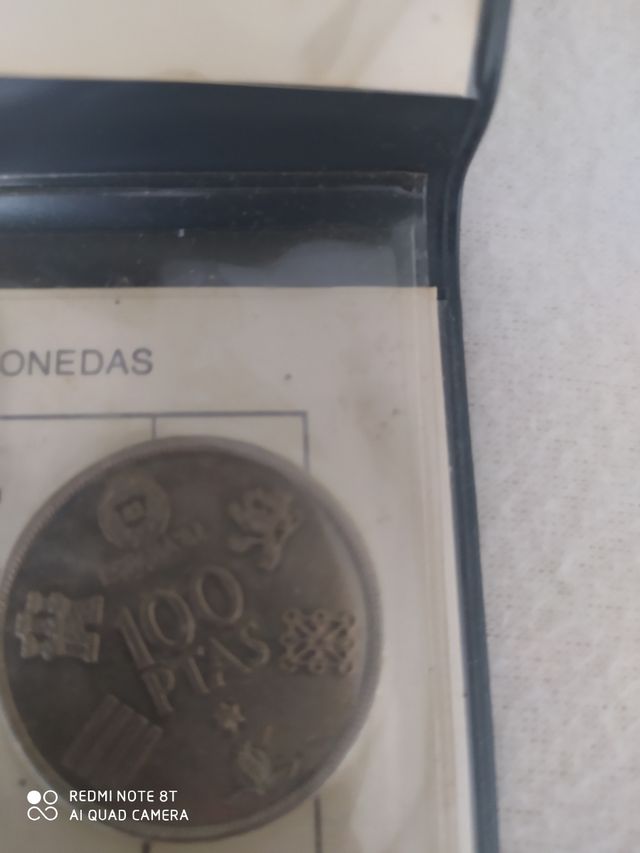 ONEDAS
100
PTAS
REDMI NOTE 8T
AI QUAD CAMERA